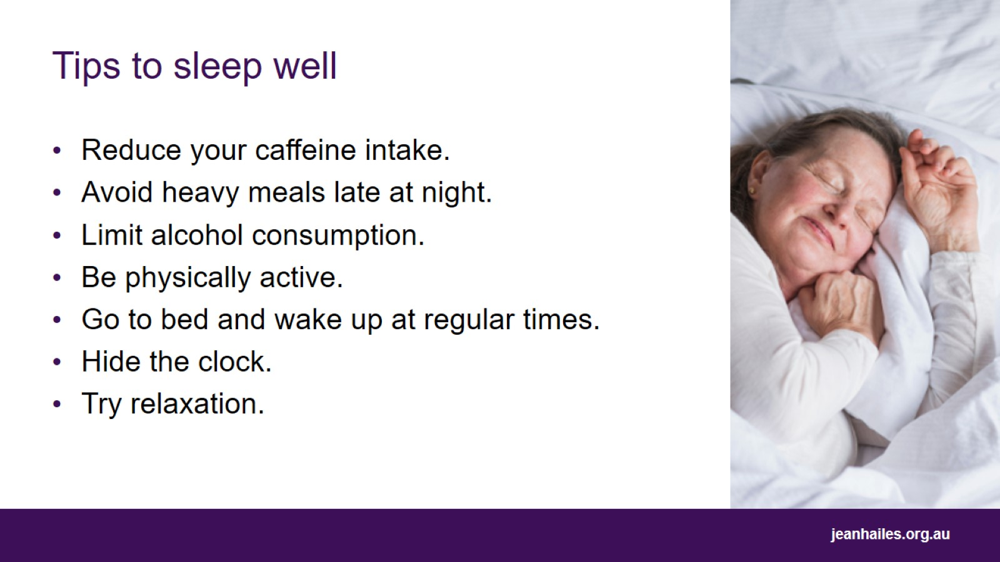 Tips to sleep well
• Reduce your caffeine intake.
• Avoid heavy meals late at night.
• Limit alcohol consumption.
• Be physically active.
• Go to bed and wake up at regular times.
• Hide the clock.
• Try relaxation.
jeanhailes.org.au